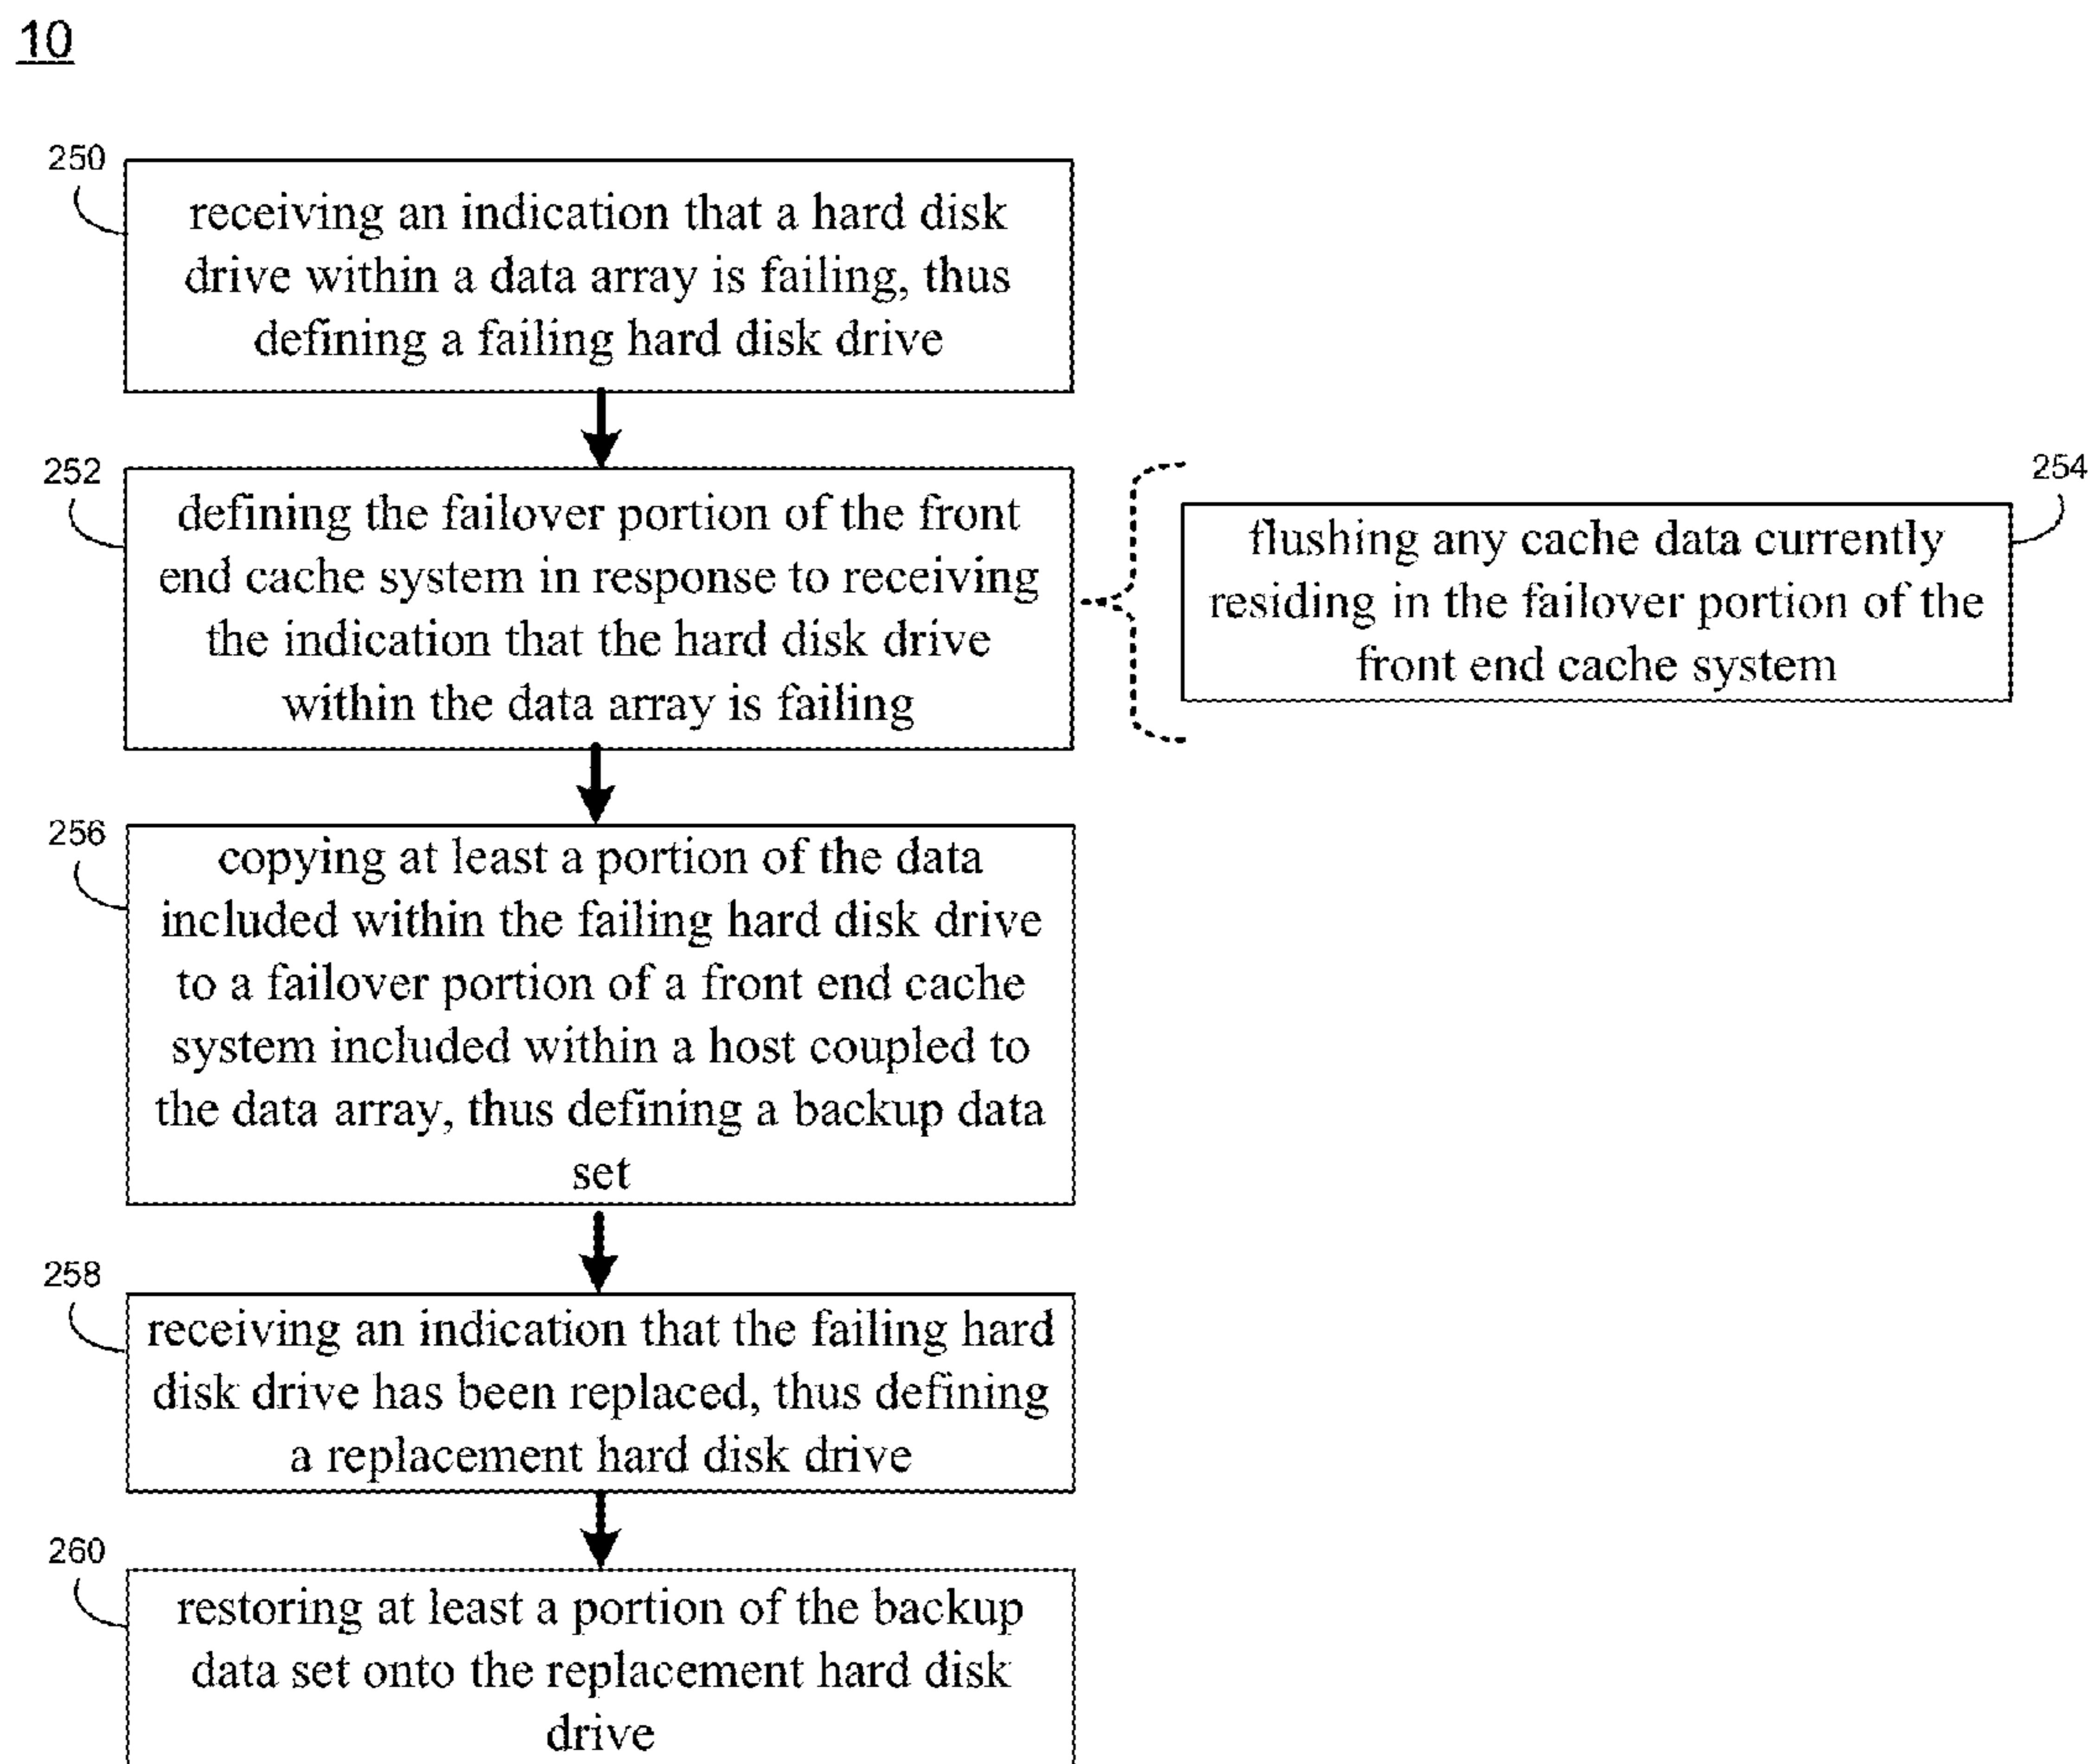 10
250
receiving an indication that a hard disk
drive within a data array is failing, thus
defining a failing hard disk drive
252
defining the failover portion of the front
end cache system in response to receiving
the indication that the hard disk drive
within the data array is failing
254
flushing any cache data currently
residing in the failover portion of the
front end cache system
256
copying at least a portion of the data
included within the failing hard disk drive
to a failover portion of a front end cache
system included within a host coupled to
the data array, thus defining a backup data
set
258
receiving an indication that the failing hard
disk drive has been replaced, thus defining
a replacement hard disk drive
260
restoring at least a portion of the backup
data set onto the replacement hard disk
drive